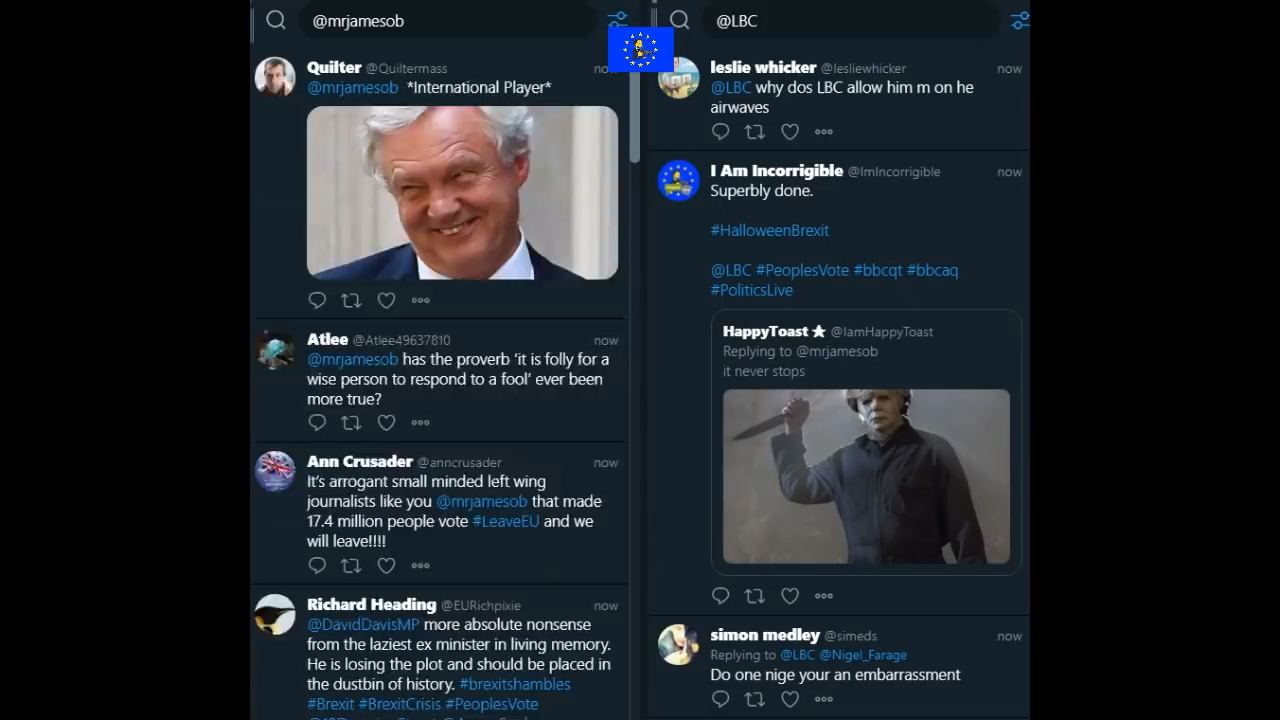 @mrjamesob
Quilter @Quiltermass
@mrjamesob *International Player*
Atlee @Atlee49637810 now
@mrjamesob has the proverb ‘it is folly for a
wise person to respond to a fool’ ever been
more true?
Ann Crusader @anncrusader now
It’s arrogant small minded left wing
journalists like you @mrjamesob that made
17.4 million people vote #LeaveEU and we
will leave!!!!
Richard Heading @EURichpixie now
@DavidDavisMP more absolute nonsense
from the laziest ex minister in living memory.
He is losing the plot and should be placed in
the dustbin of history. #brexitshambles
#Brexit #BrexitCrisis #PeoplesVote
@LBC
leslie whicker @lesliewhicker now
@LBC why dos LBC allow him m on he
airwaves
I Am Incorrigible @ImIncorrigible now
Superbly done.
#HalloweenBrexit
@LBC #PeoplesVote #bbcqt #bbcaq
#PoliticsLive
HappyToast ★ @IamHappyToast
Replying to @mrjamesob
it never stops
simon medley @simeds now
Replying to @LBC @Nigel_Farage
Do one nige your an embarrassment